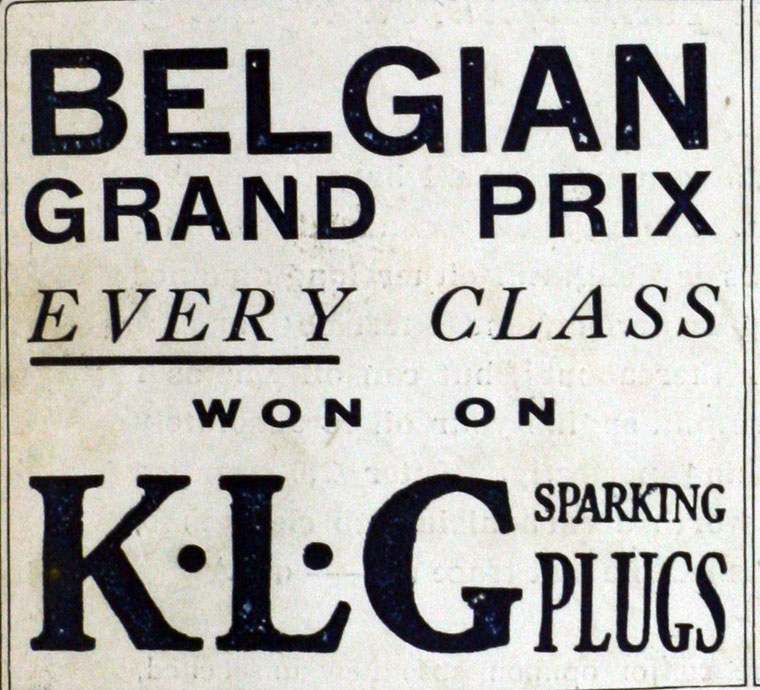 BELGIAN
GRAND PRIX
EVERY CLASS
WON ON
K·L·G SPARKING
PLUGS